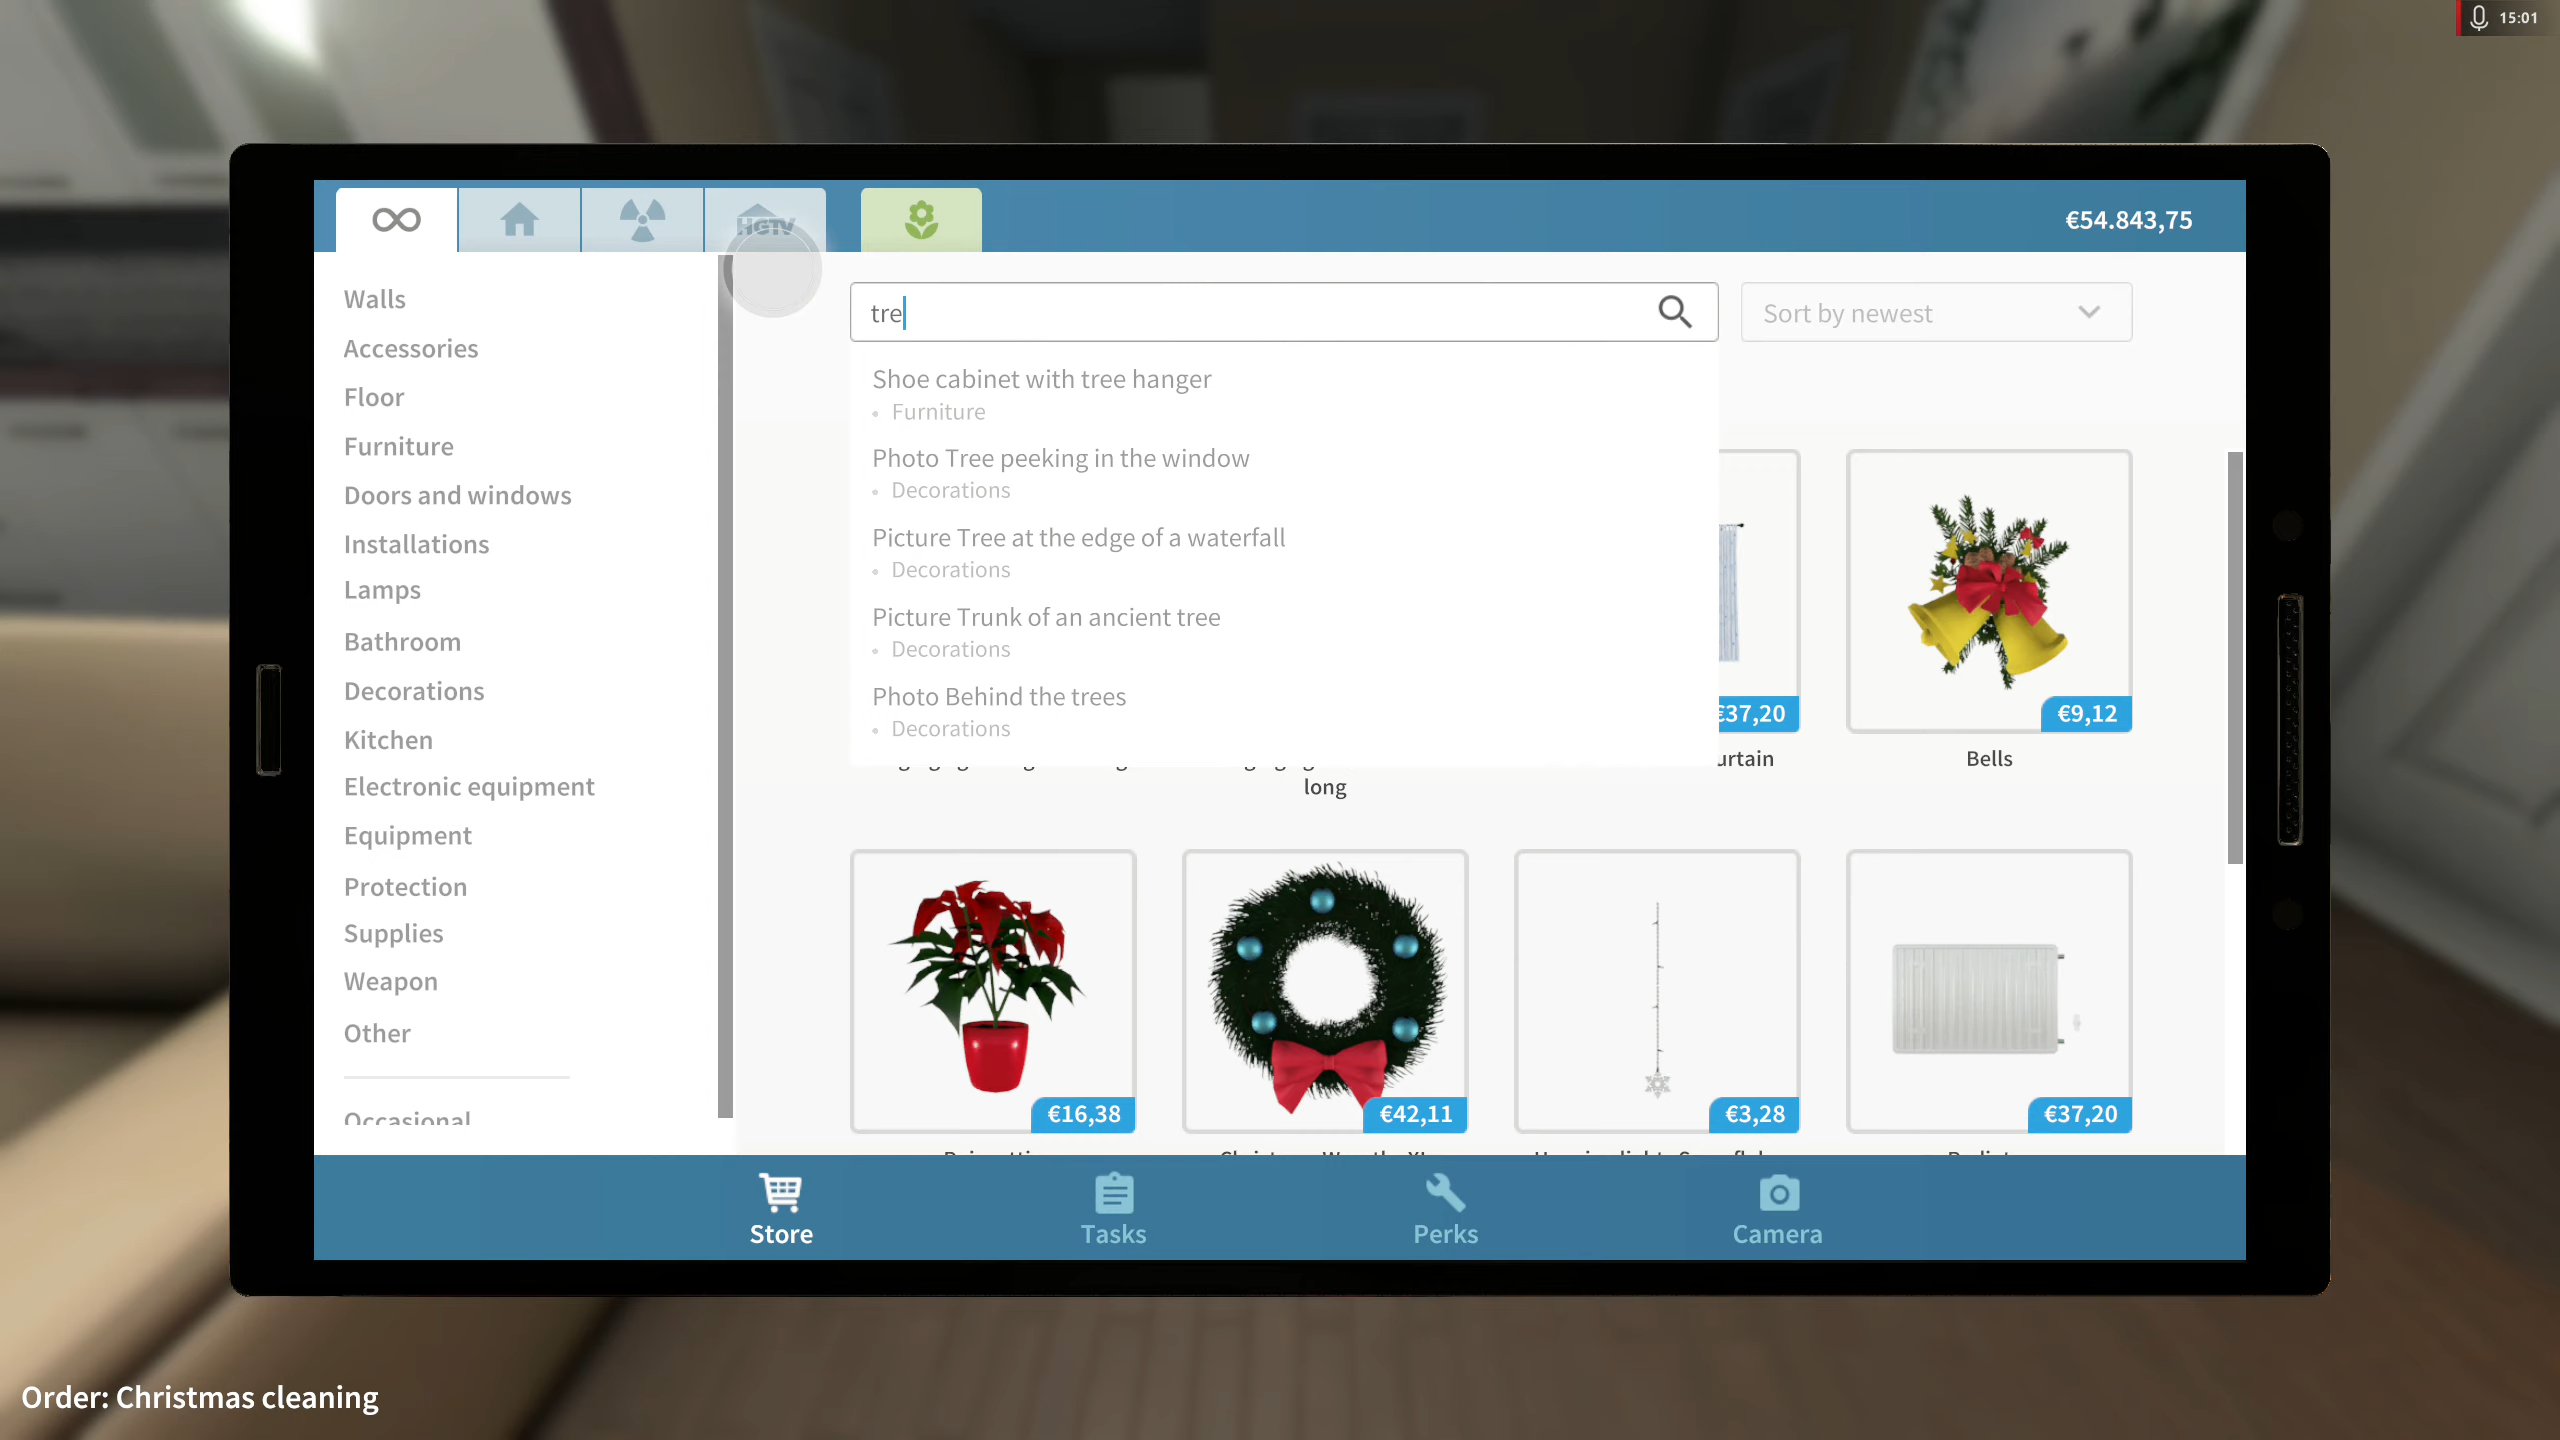 15:01
HGTV
€54.843,75
Walls
Accessories
Floor
Furniture
Doors and windows
Installations
Lamps
Bathroom
Decorations
Kitchen
Electronic equipment
Equipment
Protection
Supplies
Weapon
Other
Occasional
tre
Sort by newest
Shoe cabinet with tree hanger
• Furniture
Photo Tree peeking in the window
• Decorations
Picture Tree at the edge of a waterfall
• Decorations
Picture Trunk of an ancient tree
• Decorations
Photo Behind the trees
• Decorations
€37,20
€9,12
urtain
Bells
long
€16,38
€42,11
€3,28
€37,20
Store
Tasks
Perks
Camera
Order: Christmas cleaning